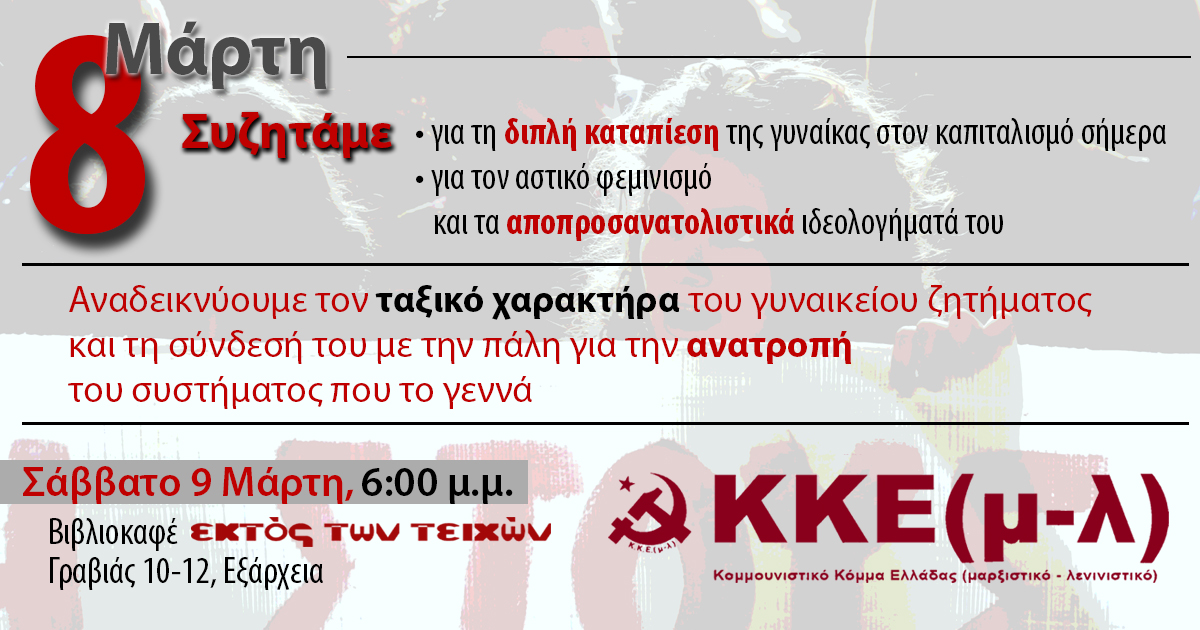 8 Μάρτη
Συζητάμε
• για τη διπλή καταπίεση της γυναίκας στον καπιταλισμό σήμερα
• για τον αστικό φεμινισμό
και τα αποπροσανατολιστικά ιδεολογήματά του
Αναδεικνύουμε τον ταξικό χαρακτήρα του γυναικείου ζητήματος
και τη σύνδεσή του με την πάλη για την ανατροπή
του συστήματος που το γεννά
Σάββατο 9 Μάρτη, 6:00 μ.μ.
Βιβλιοκαφέ εκτὸς των τειχὼν
Γραβιάς 10-12, Εξάρχεια
Κ.Κ.Ε.(μ-λ)
ΚΚΕ(μ-λ)
Κομμουνιστικό Κόμμα Ελλάδας (μαρξιστικό - λενινιστικό)